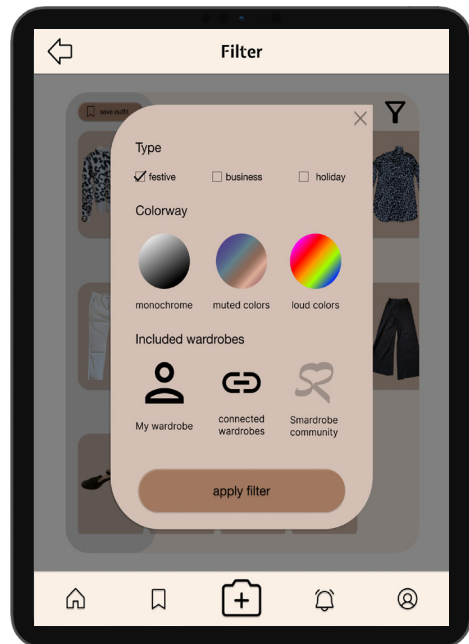 Filter
save outfit
Type
festive business holiday
Colorway
monochrome muted colors loud colors
Included wardrobes
My wardrobe connected wardrobes Smardrobe community
apply filter